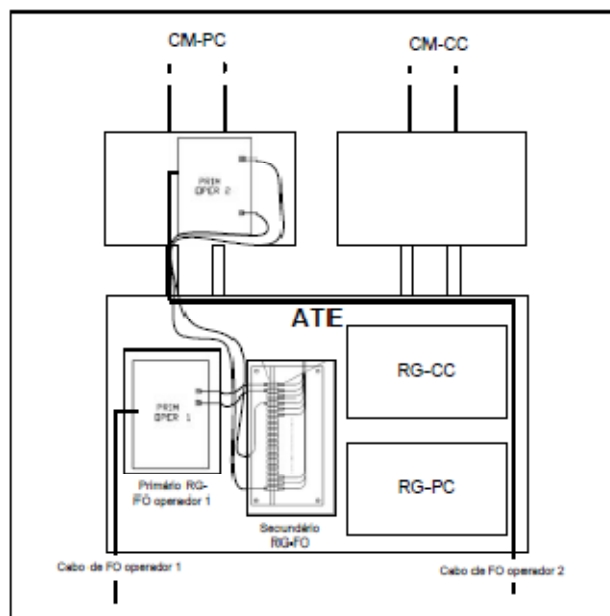 CM-PC
CM-CC
PRIM
OPER 2
ATE
RG-CC
PRIM
OPER 1
RG-PC
Primário RG-
FO operador 1
Secundário
RG-FO
Cabo de FO operador 1
Cabo de FO operador 2